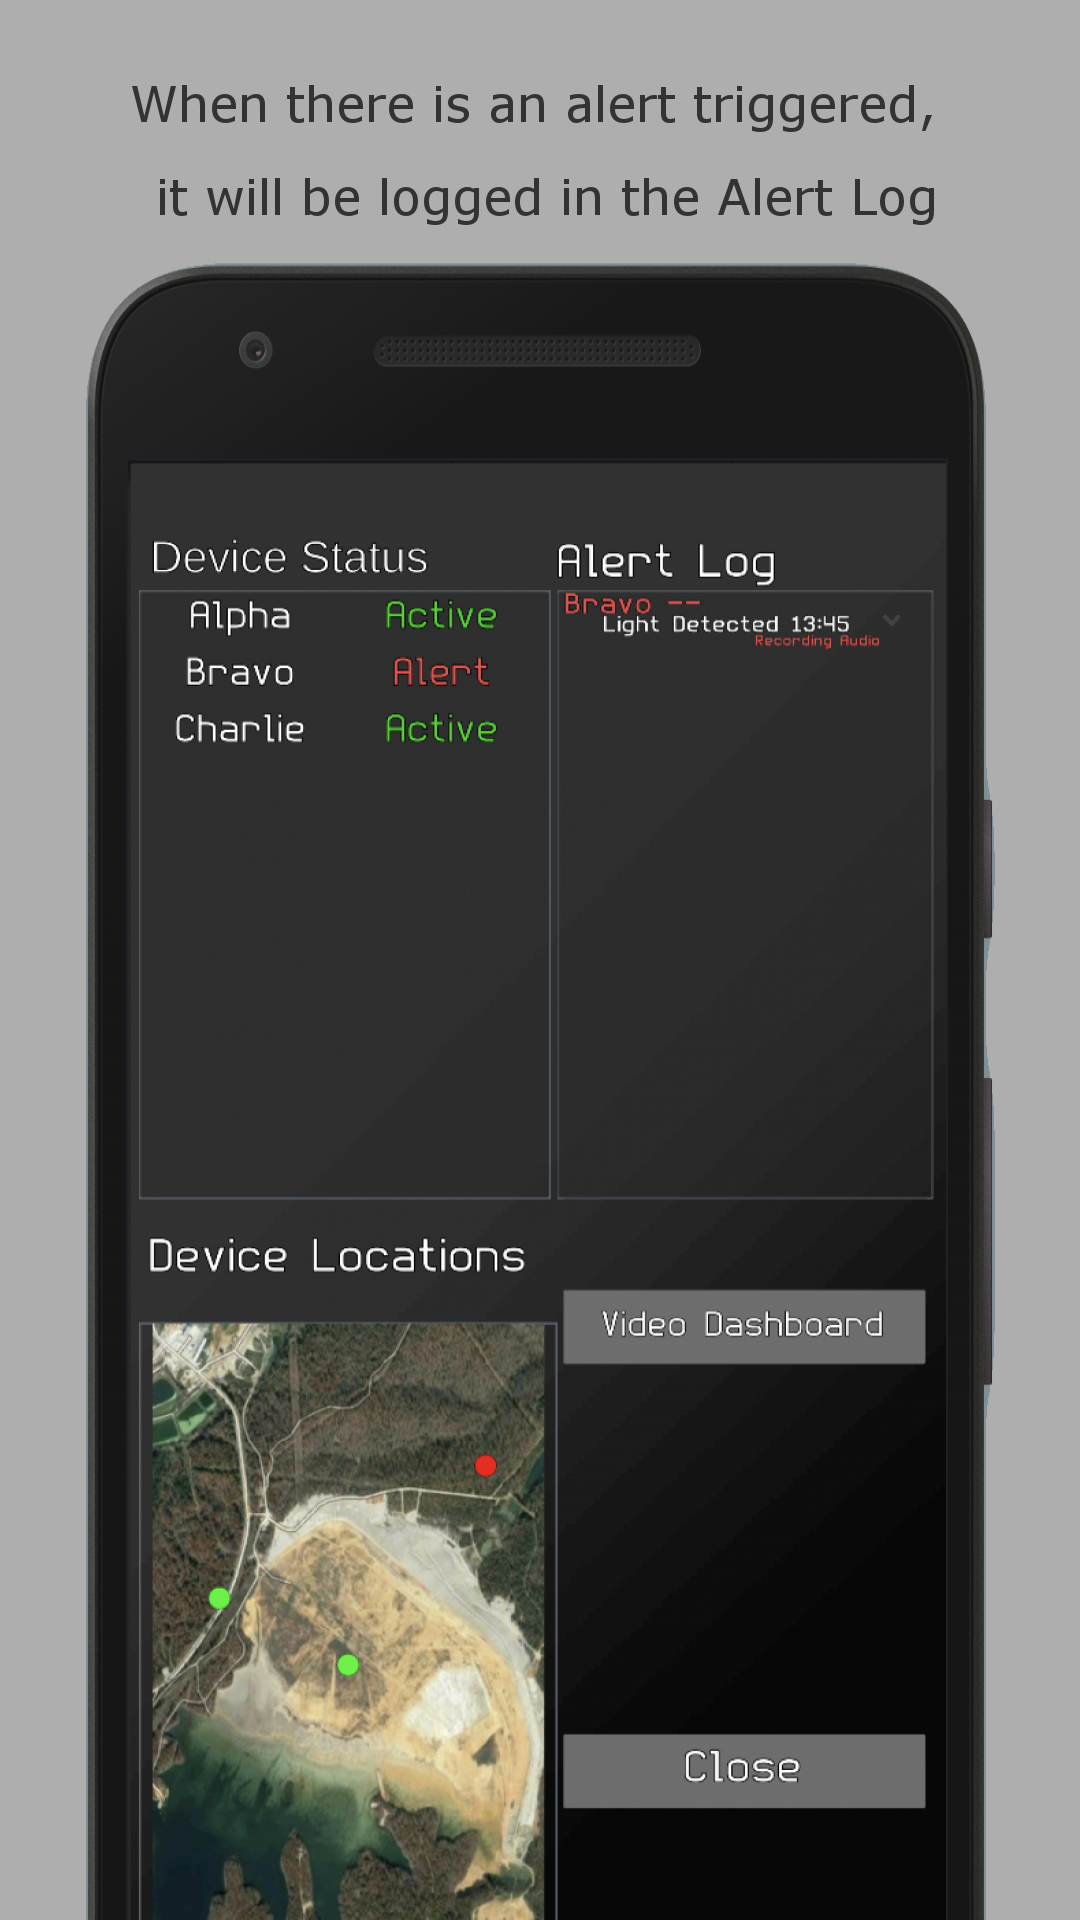 When there is an alert triggered,
it will be logged in the Alert Log
Device Status
Alpha Active
Bravo Alert
Charlie Active
Alert Log
Bravo --
Light Detected 13:45
Recording Audio
Device Locations
Video Dashboard
Close